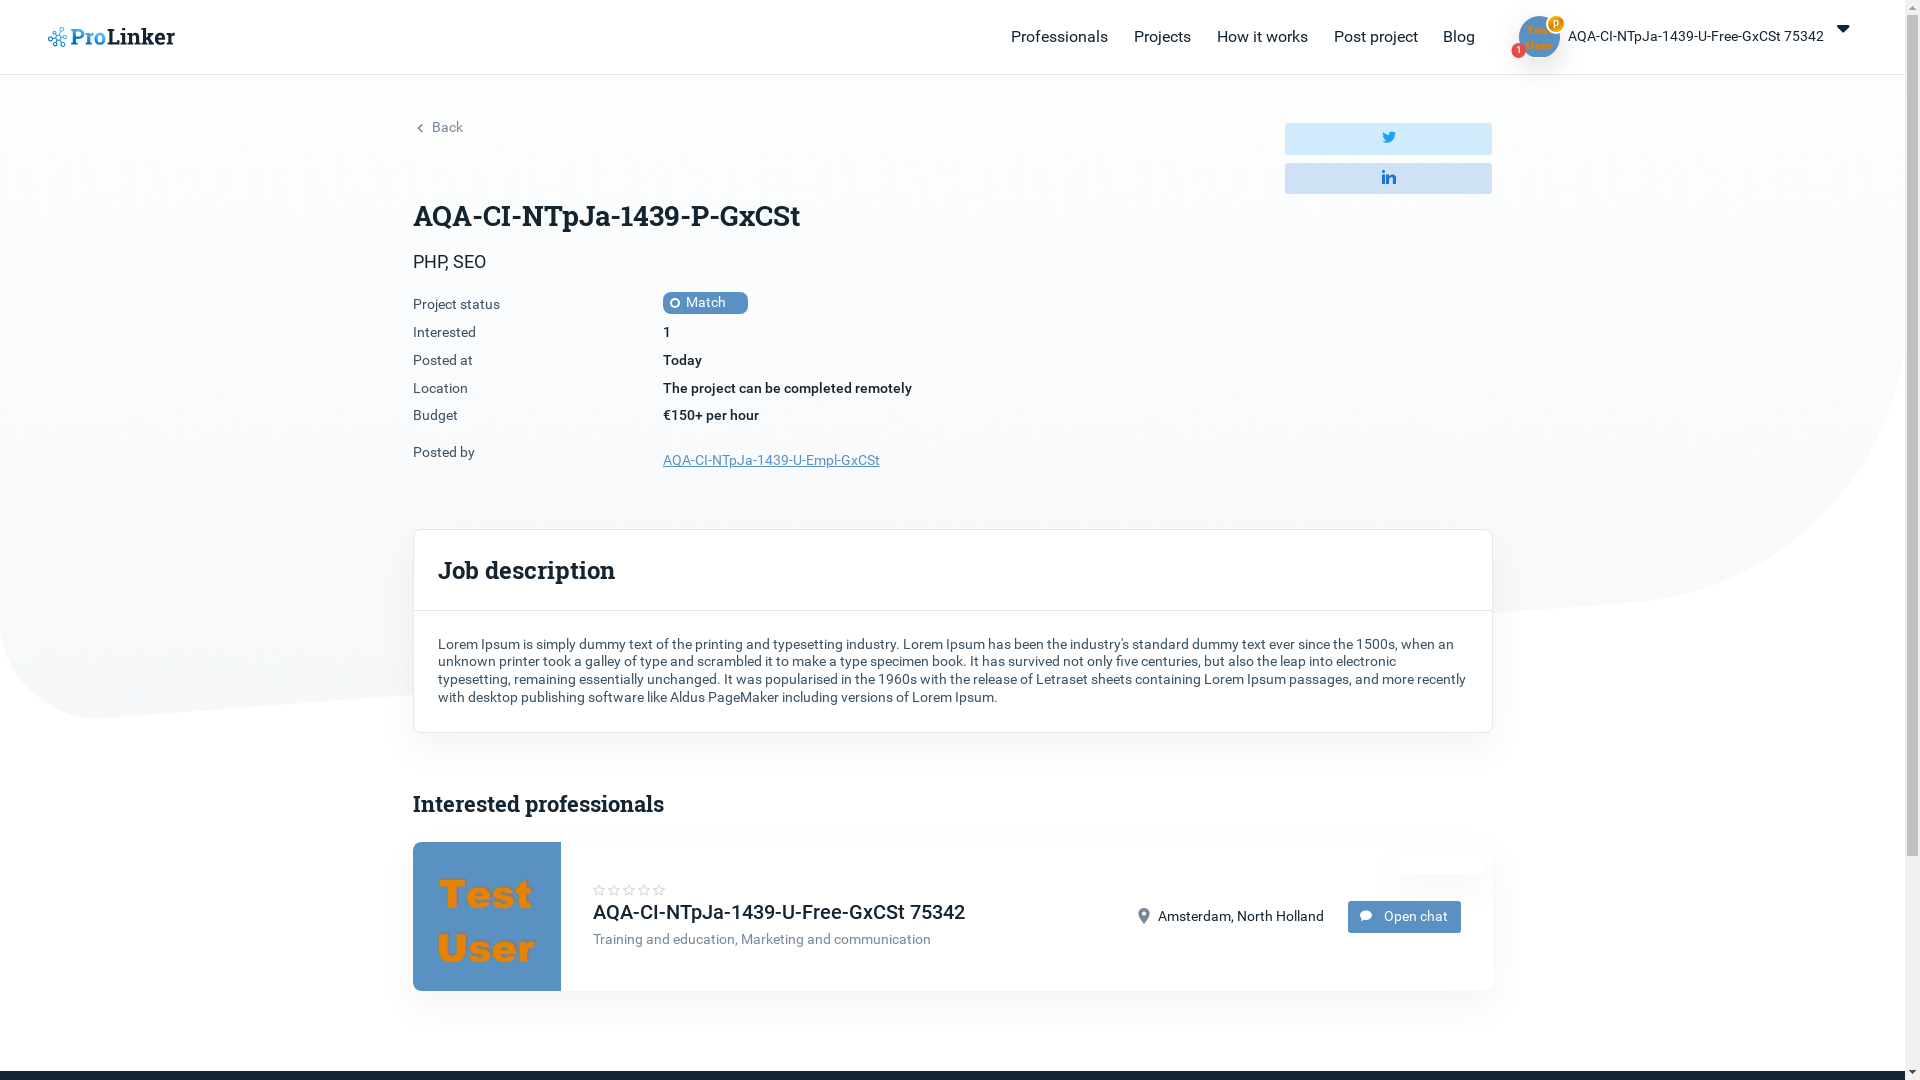 ProLinker
Professionals
Projects
How it works
Post project
Blog
Test
User
P
1
AQA-CI-NTpJa-1439-U-Free-GxCSt 75342
Back
AQA-CI-NTpJa-1439-P-GxCSt
PHP, SEO
Project status
Match
Interested
1
Posted at
Today
Location
The project can be completed remotely
Budget
€150+ per hour
Posted by
AQA-CI-NTpJa-1439-U-Empl-GxCSt
Job description
Lorem Ipsum is simply dummy text of the printing and typesetting industry. Lorem Ipsum has been the industry's standard dummy text ever since the 1500s, when an
unknown printer took a galley of type and scrambled it to make a type specimen book. It has survived not only five centuries, but also the leap into electronic
typesetting, remaining essentially unchanged. It was popularised in the 1960s with the release of Letraset sheets containing Lorem Ipsum passages, and more recently
with desktop publishing software like Aldus PageMaker including versions of Lorem Ipsum.
Interested professionals
Test
User
AQA-CI-NTpJa-1439-U-Free-GxCSt 75342
Training and education, Marketing and communication
Amsterdam, North Holland
Open chat